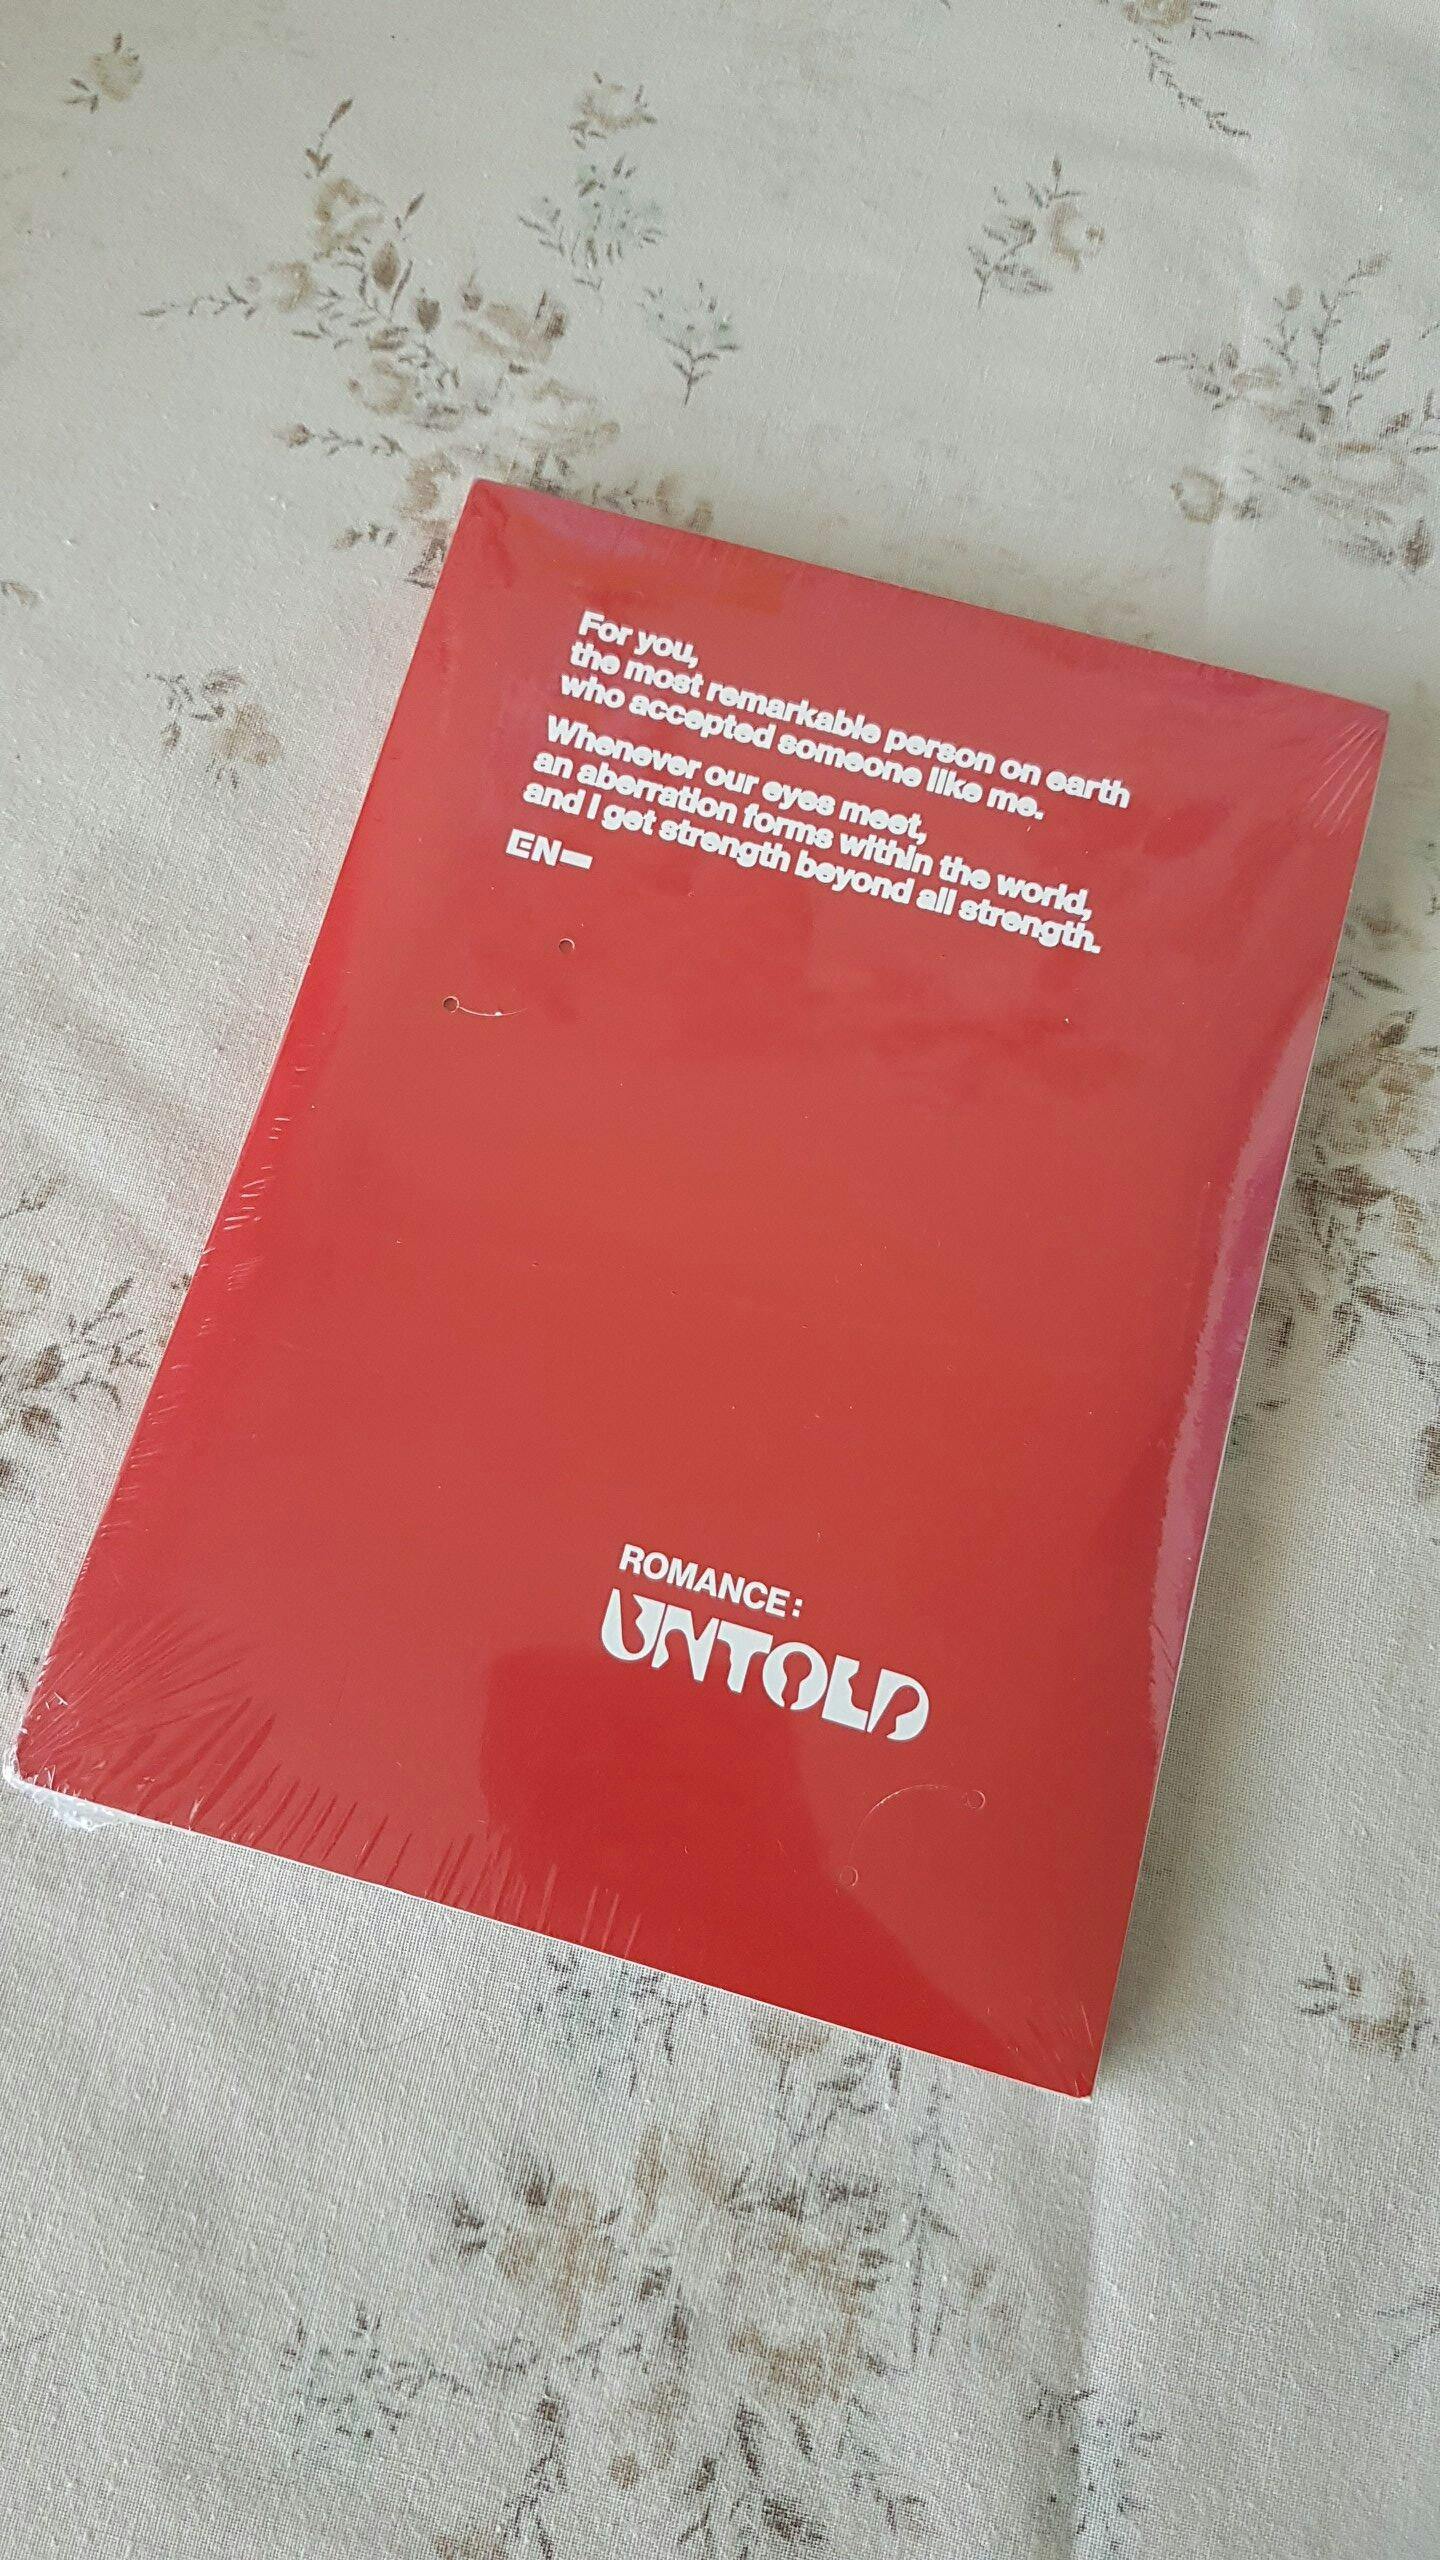 For you,
the most remarkable person on earth
who accepted someone like me.
Whenever our eyes meet,
an aberration forms within the world,
and I get strength beyond all strength.
EN–
ROMANCE:
UNTOLD